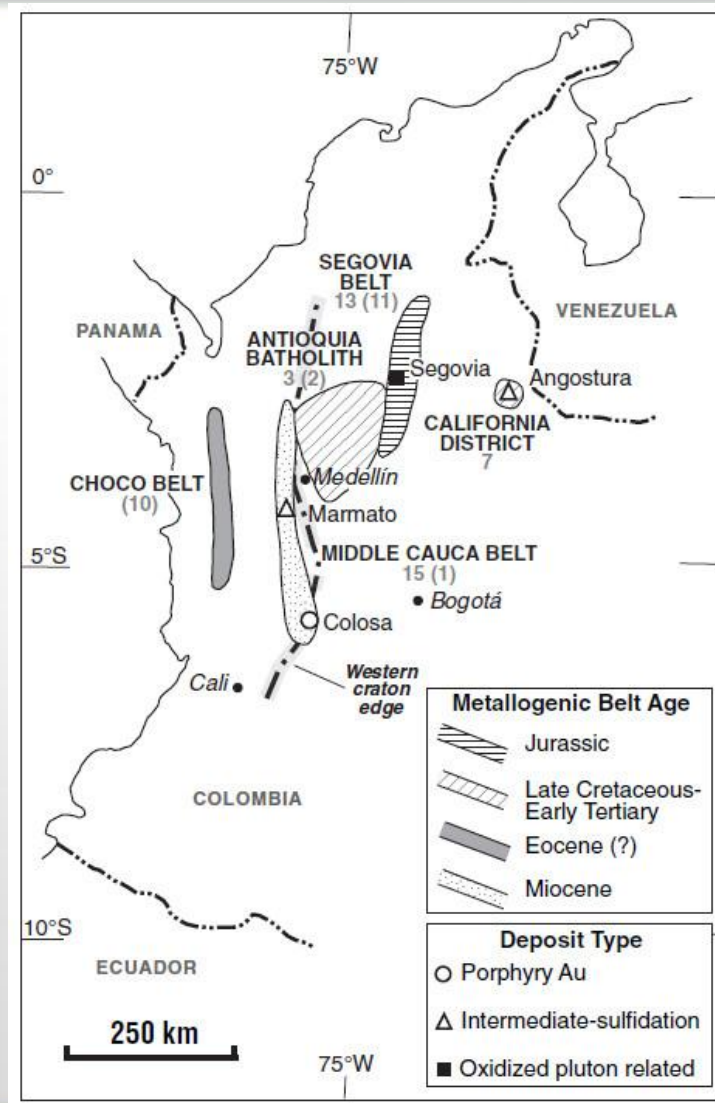 75°W
0°
SEGOVIA
BELT
13 (11)
VENEZUELA
PANAMA
ANTIOQUIA
BATHOLITH
3 (2)
Segovia
Angostura
CALIFORNIA
DISTRICT
7
CHOCO BELT
(10)
Medellín
Marmato
5°S
MIDDLE CAUCA BELT
15 (1)
Bogotá
Colosa
Cali
Western
craton
edge
COLOMBIA
Metallogenic Belt Age
Jurassic
Late Cretaceous-
Early Tertiary
Eocene (?)
Miocene
10°S
ECUADOR
Deposit Type
Porphyry Au
Intermediate-sulfidation
Oxidized pluton related
250 km
75°W